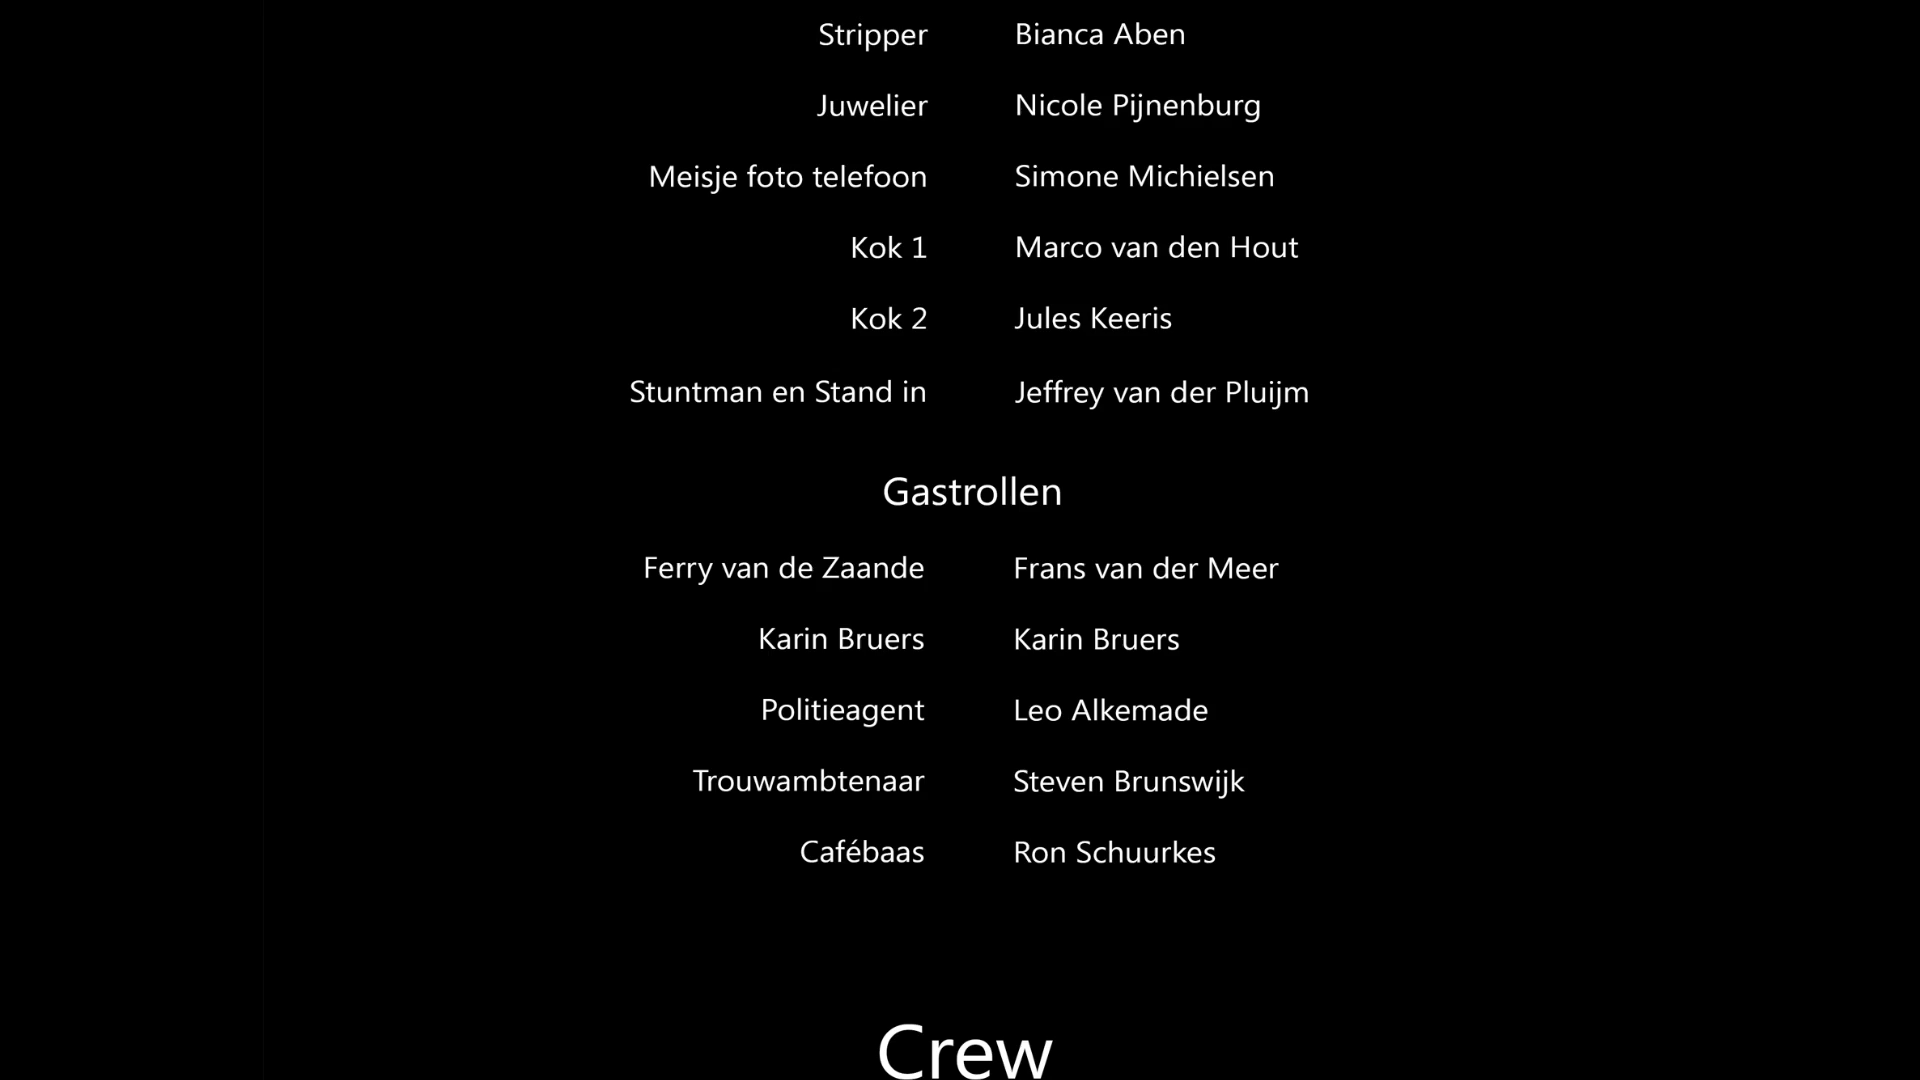 Stripper Bianca Aben
Juwelier Nicole Pijnenburg
Meisje foto telefoon Simone Michielsen
Kok 1 Marco van den Hout
Kok 2 Jules Keeris
Stuntman en Stand in Jeffrey van der Pluijm
Gastrollen
Ferry van de Zaande Frans van der Meer
Karin Bruers Karin Bruers
Politieagent Leo Alkemade
Trouwambtenaar Steven Brunswijk
Cafébaas Ron Schuurkes
Crew